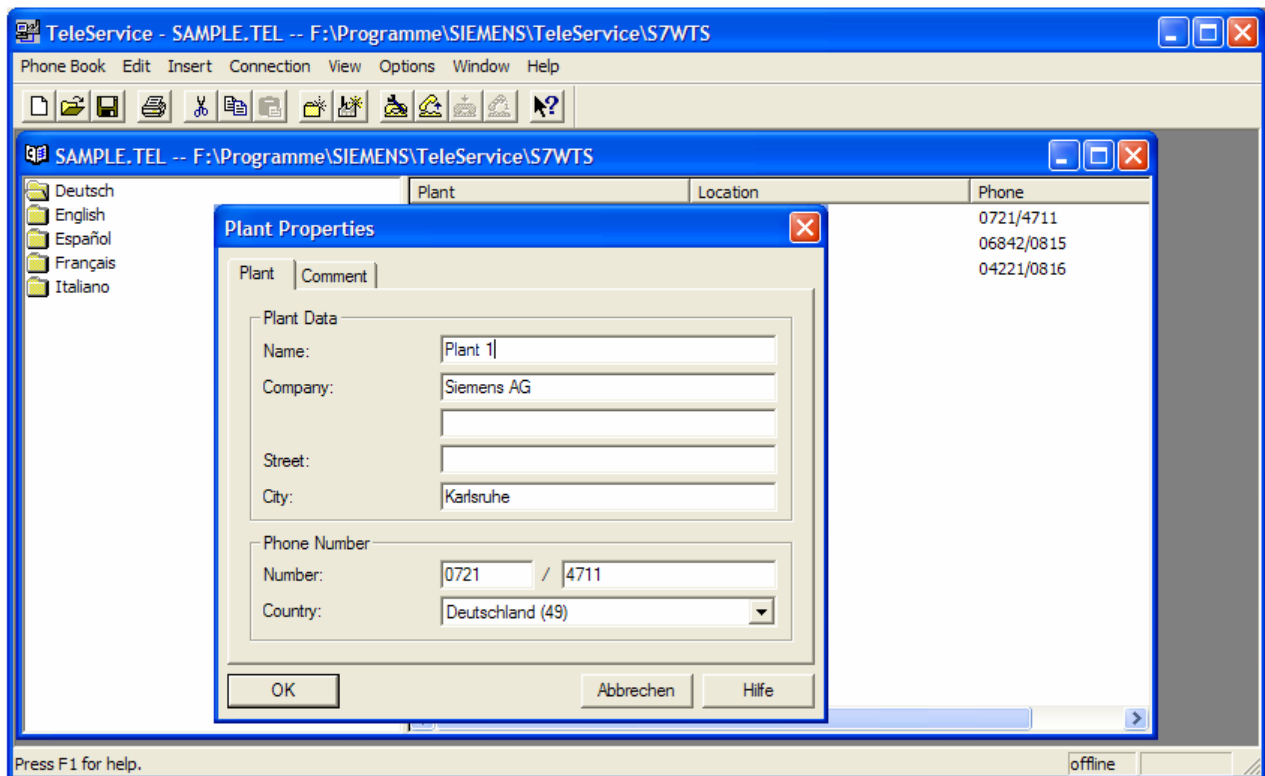 TeleService - SAMPLE.TEL -- F:\Programme\SIEMENS\TeleService\S7WTS
Phone Book Edit Insert Connection View Options Window Help
SAMPLE.TEL -- F:\Programme\SIEMENS\TeleService\S7WTS
Deutsch
English
Español
Français
Italiano
Plant Location Phone
0721/4711
06842/0815
04221/0816
Plant Properties
Plant Comment
Plant Data
Name: Plant 1
Company: Siemens AG
Street:
City: Karlsruhe
Phone Number
Number: 0721 / 4711
Country: Deutschland (49)
OK Abbrechen Hilfe
Press F1 for help. offline